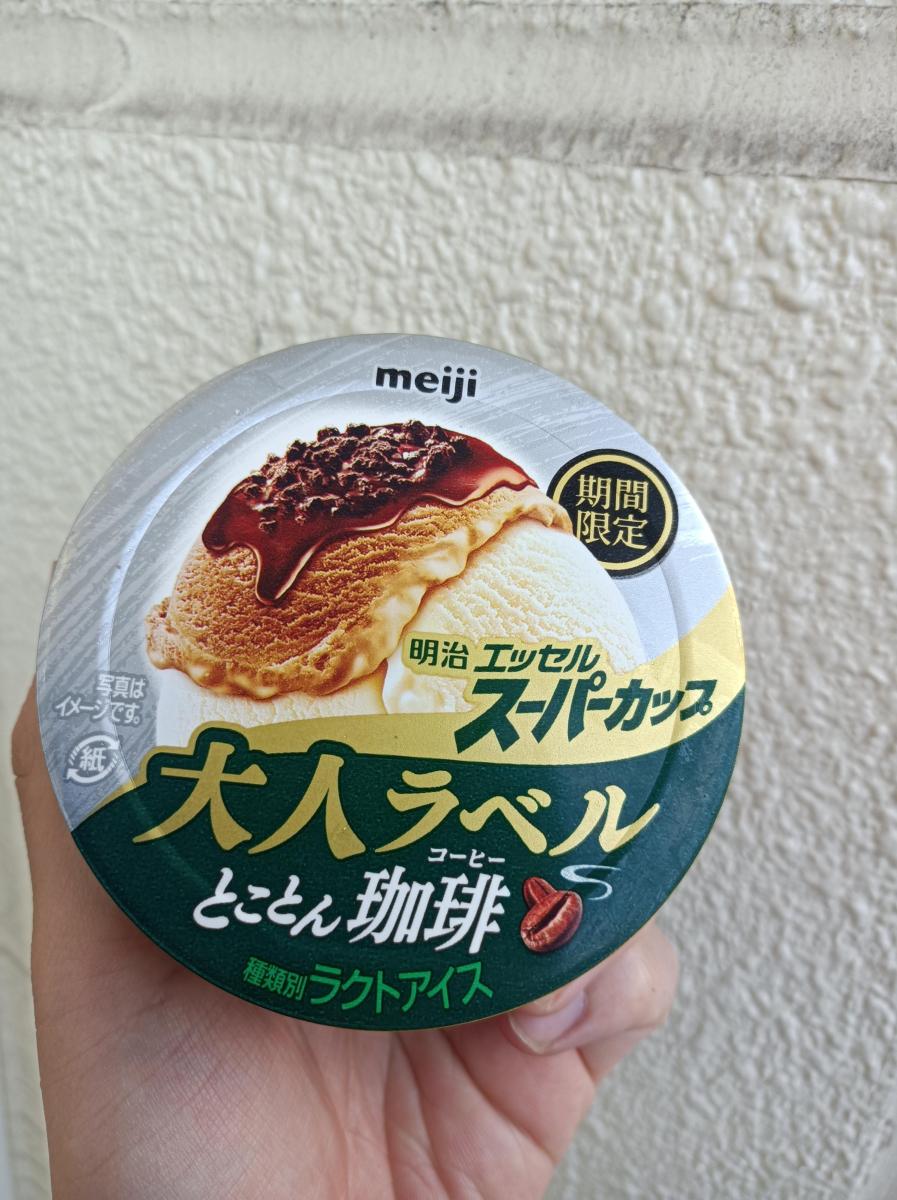 meiji
期間
限定
明治 エッセル
スーパーカップ
写真は
イメージです。
紙
大人ラベル
コーヒー
とことん珈琲
種類別ラクトアイス